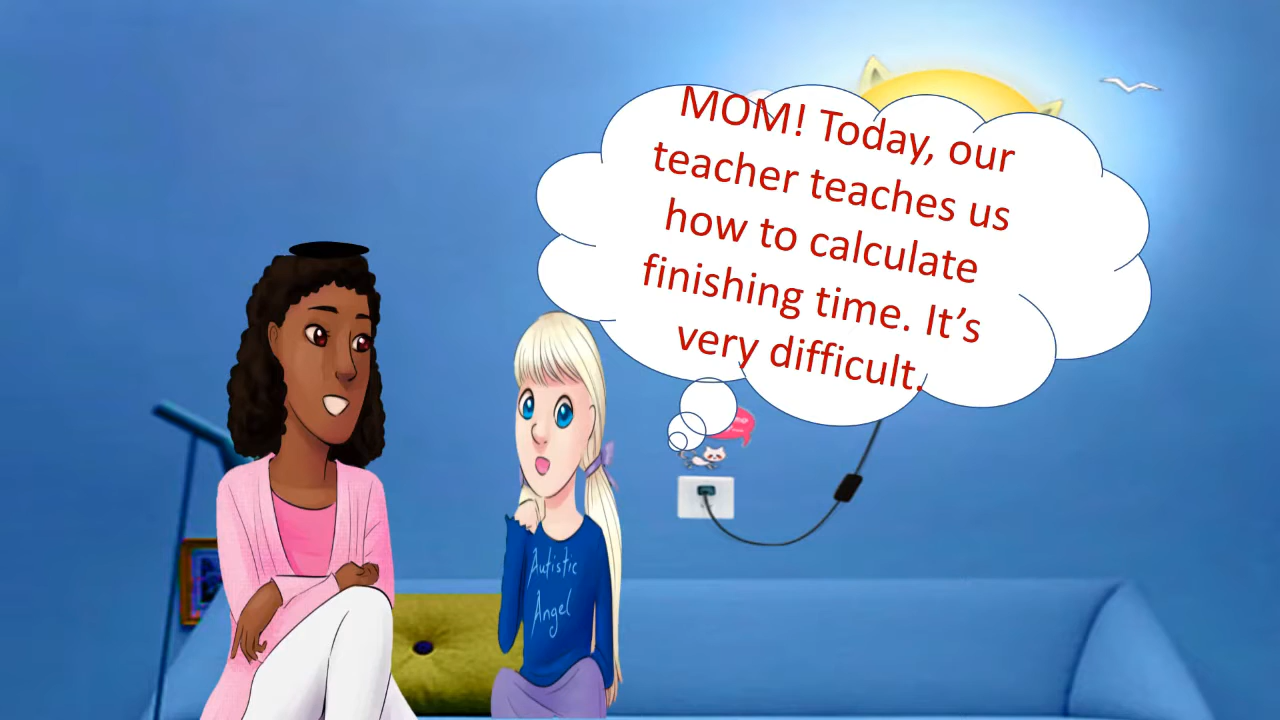 MOM! Today, our
teacher teaches us
how to calculate
finishing time. It’s
very difficult.
Autistic
Angel